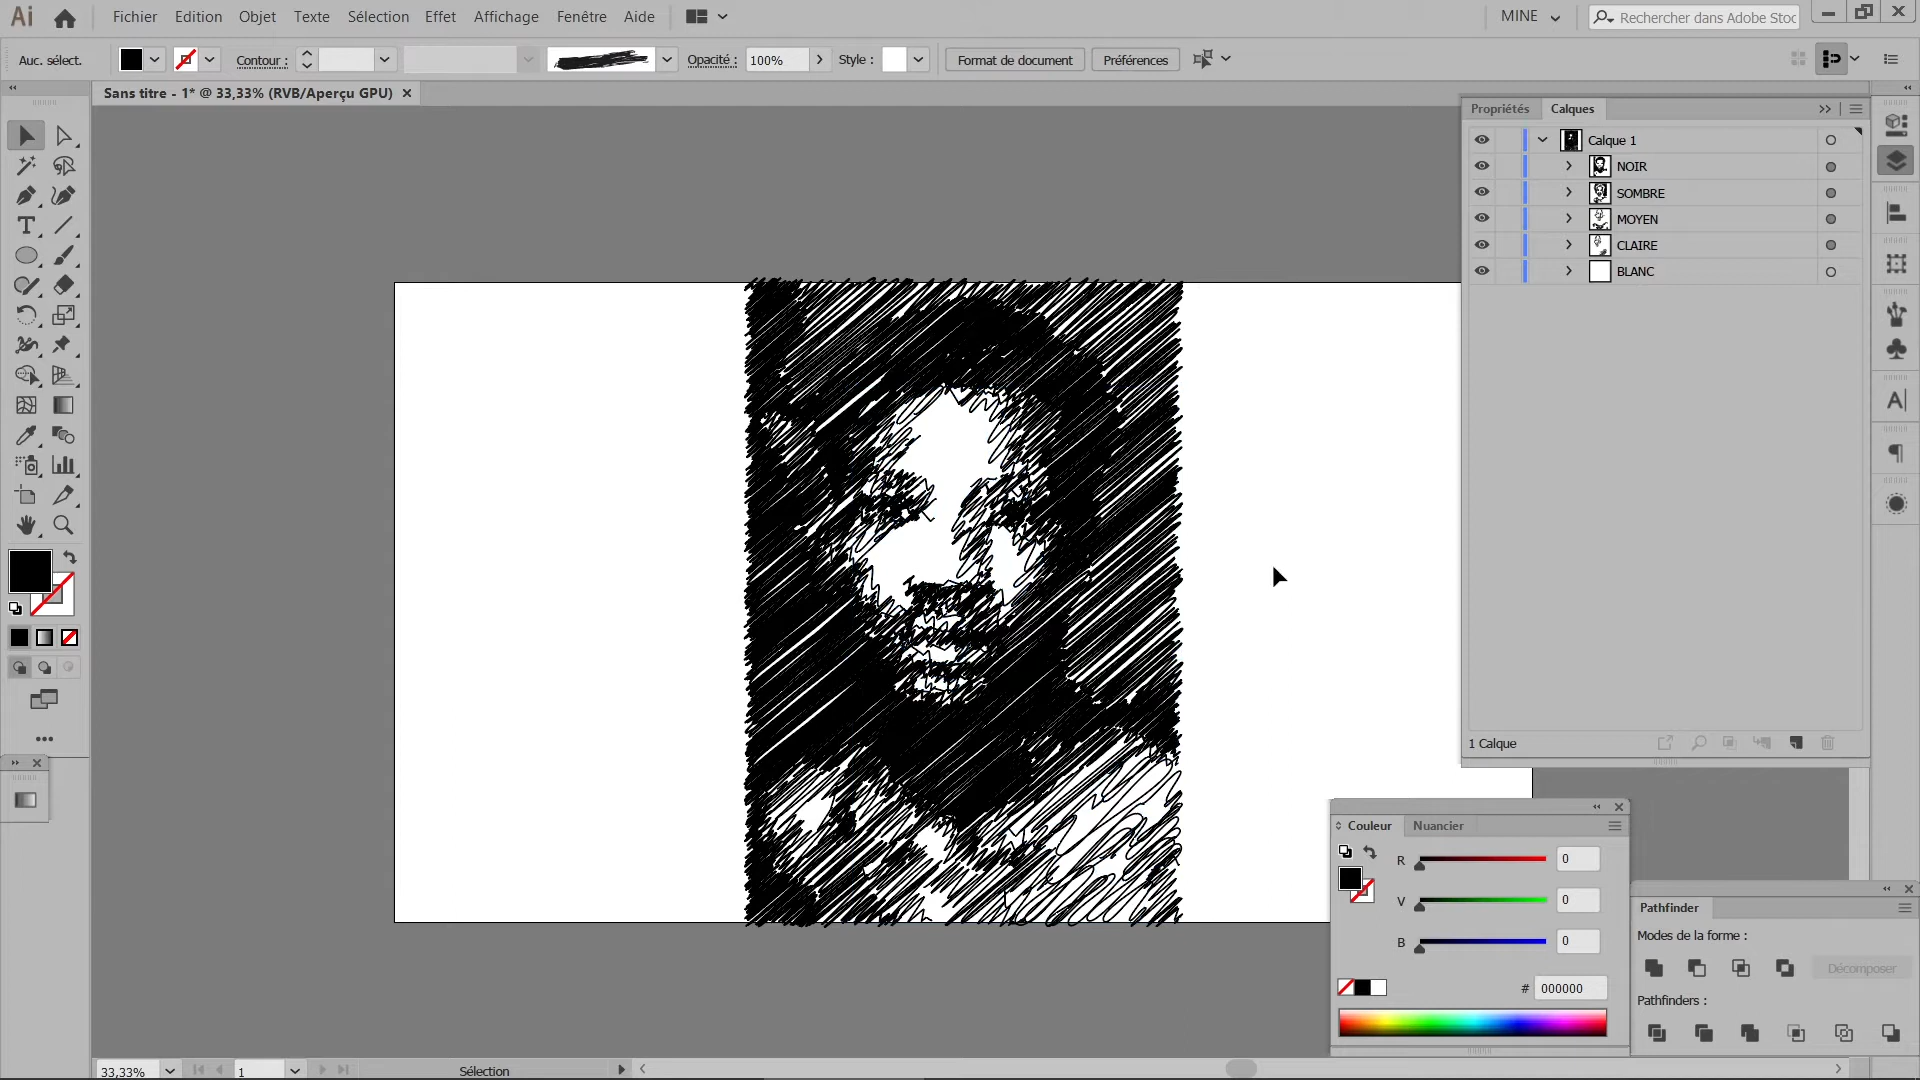 Ai Fichier Edition Objet Texte Sélection Effet Affichage Fenêtre Aide MINE Rechercher dans Adobe Stoc
Auc. sélect. Contour : Opacité : 100% Style : Format de document Préférences
Sans titre - 1* @ 33,33% (RVB/Aperçu GPU)
Propriétés Calques
Calque 1
NOIR
SOMBRE
MOYEN
CLAIRE
BLANC
1 Calque
Couleur Nuancier
R 0
V 0
B 0
# 000000
Pathfinder
Modes de la forme :
Décomposer
Pathfinders :
33,33% 1 Sélection